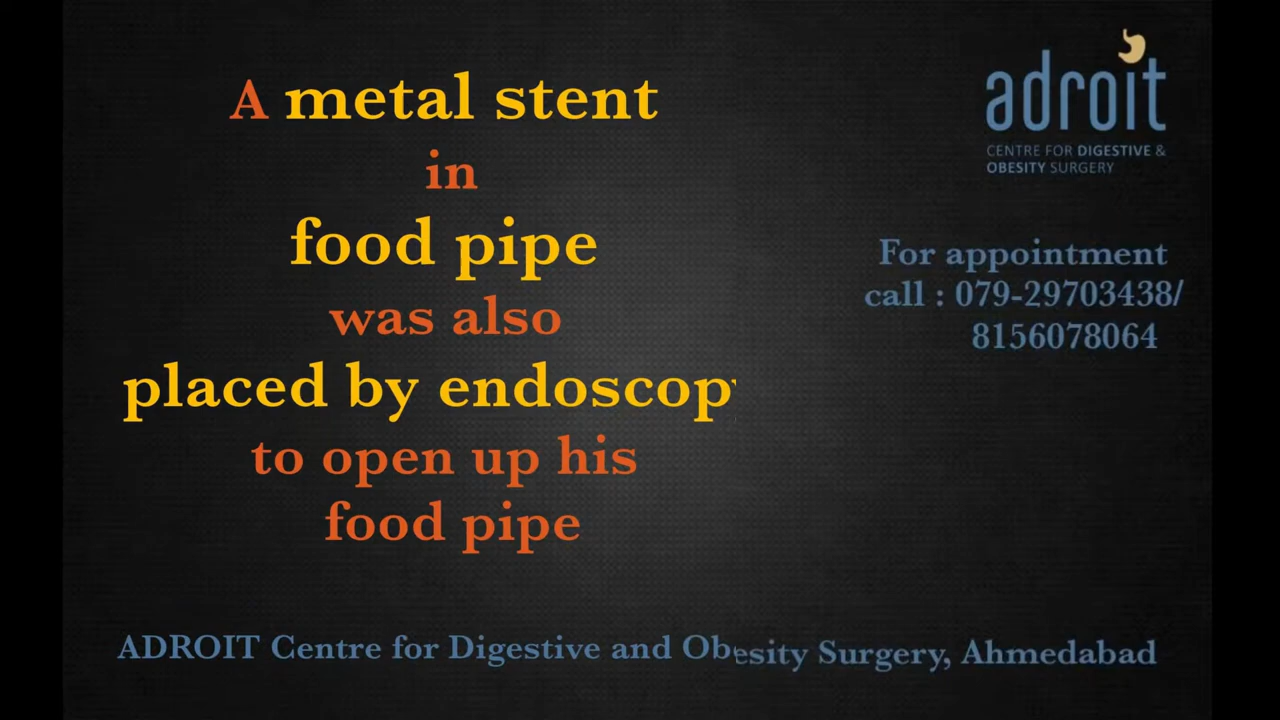 A metal stent
in
food pipe
was also
placed by endoscopy
to open up his
food pipe
adroit
CENTRE FOR DIGESTIVE &
OBESITY SURGERY
For appointment
call : 079-29703438/
8156078064
ADROIT Centre for Digestive and Obesity Surgery, Ahmedabad